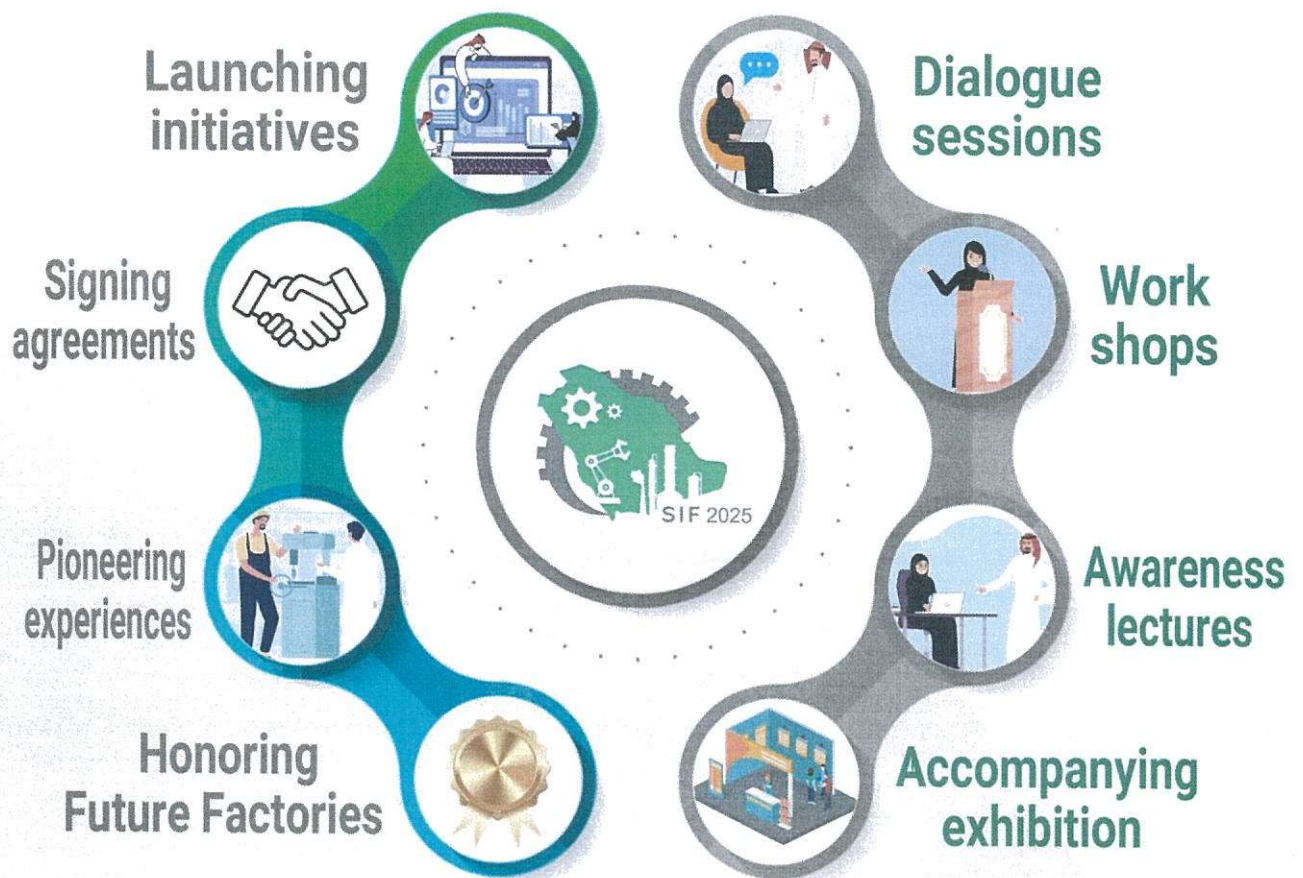 Launching
initiatives
Signing
agreements
Pioneering
experiences
Honoring
Future Factories
SIF 2025
Dialogue
sessions
Work
shops
Awareness
lectures
Accompanying
exhibition